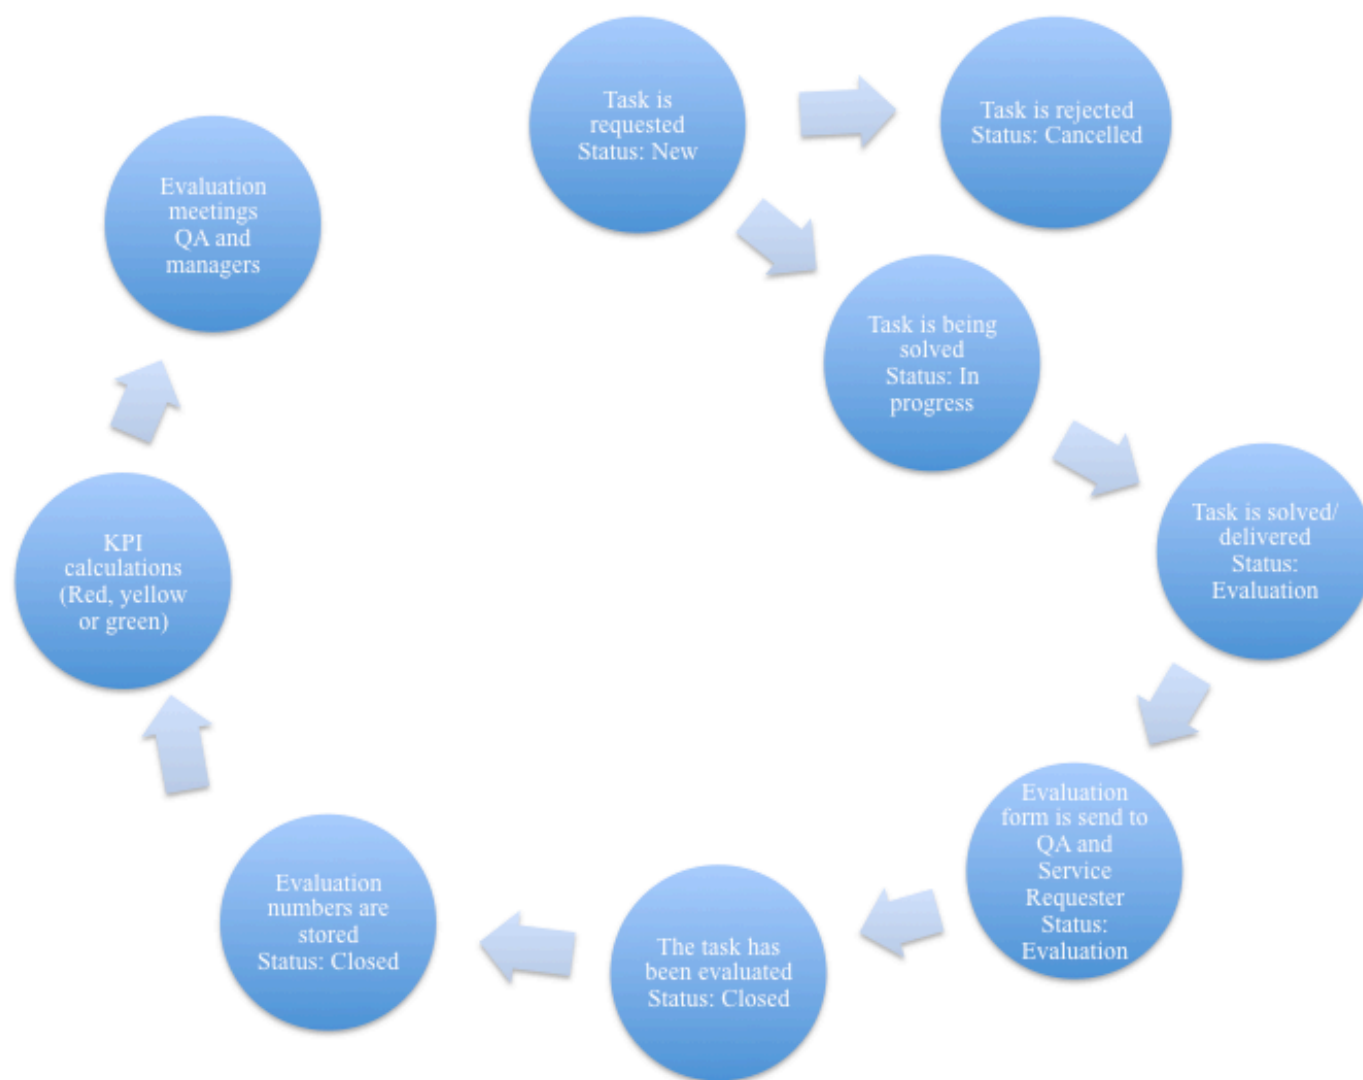 Task is
requested
Status: New
Task is rejected
Status: Cancelled
Task is being
solved
Status: In
progress
Task is solved/
delivered
Status:
Evaluation
Evaluation
form is send to
QA and
Service
Requester
Status:
Evaluation
The task has
been evaluated
Status: Closed
Evaluation
numbers are
stored
Status: Closed
KPI
calculations
(Red, yellow
or green)
Evaluation
meetings
QA and
managers